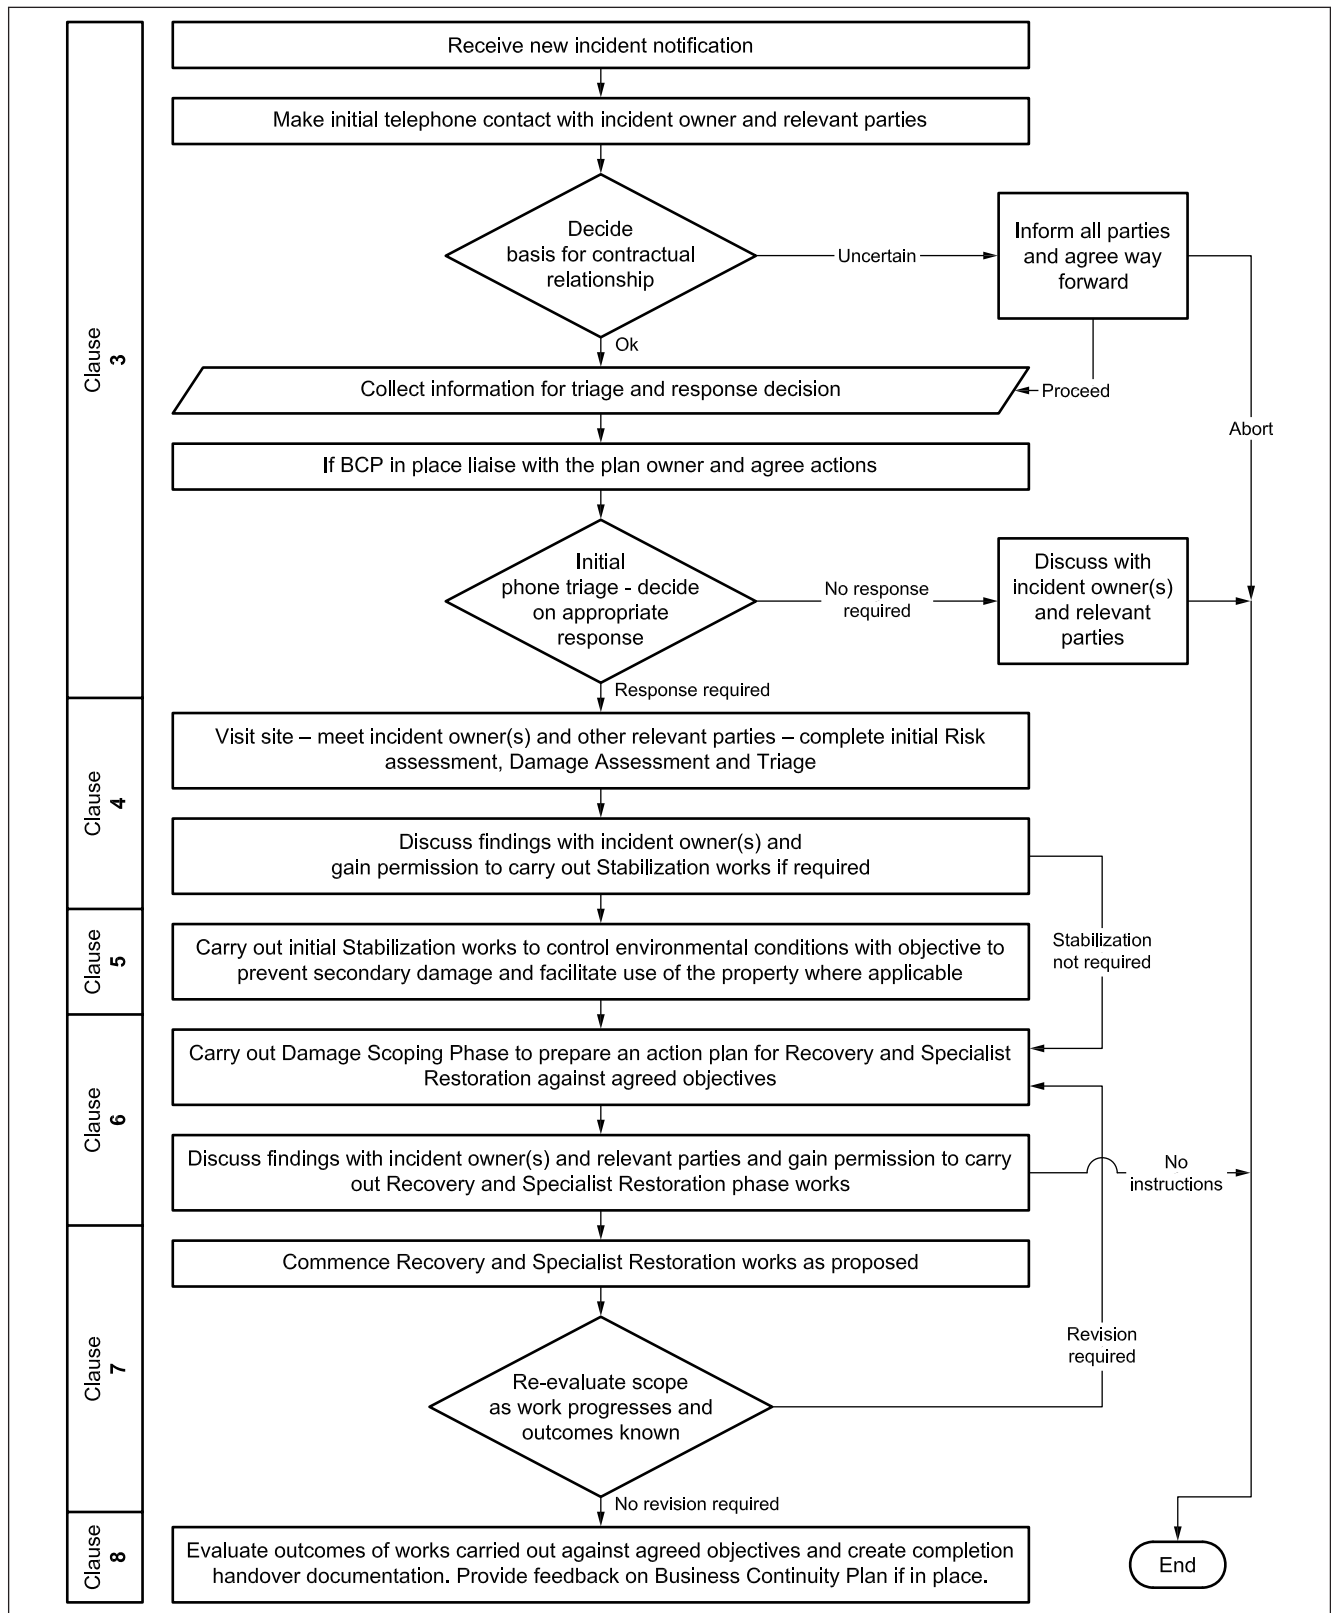 Clause
3
Receive new incident notification
Make initial telephone contact with incident owner and relevant parties
Decide
basis for contractual
relationship
Uncertain
Inform all parties
and agree way
forward
Ok
Proceed
Collect information for triage and response decision
Abort
If BCP in place liaise with the plan owner and agree actions
Initial
phone triage - decide
on appropriate
response
No response
required
Discuss with
incident owner(s)
and relevant
parties
Response required
Clause
4
Visit site – meet incident owner(s) and other relevant parties – complete initial Risk
assessment, Damage Assessment and Triage
Discuss findings with incident owner(s) and
gain permission to carry out Stabilization works if required
Stabilization
not required
Clause
5
Carry out initial Stabilization works to control environmental conditions with objective to
prevent secondary damage and facilitate use of the property where applicable
Clause
6
Carry out Damage Scoping Phase to prepare an action plan for Recovery and Specialist
Restoration against agreed objectives
Discuss findings with incident owner(s) and relevant parties and gain permission to carry
out Recovery and Specialist Restoration phase works
No
instructions
Clause
7
Commence Recovery and Specialist Restoration works as proposed
Re-evaluate scope
as work progresses and
outcomes known
Revision
required
No revision required
Clause
8
Evaluate outcomes of works carried out against agreed objectives and create completion
handover documentation. Provide feedback on Business Continuity Plan if in place.
End